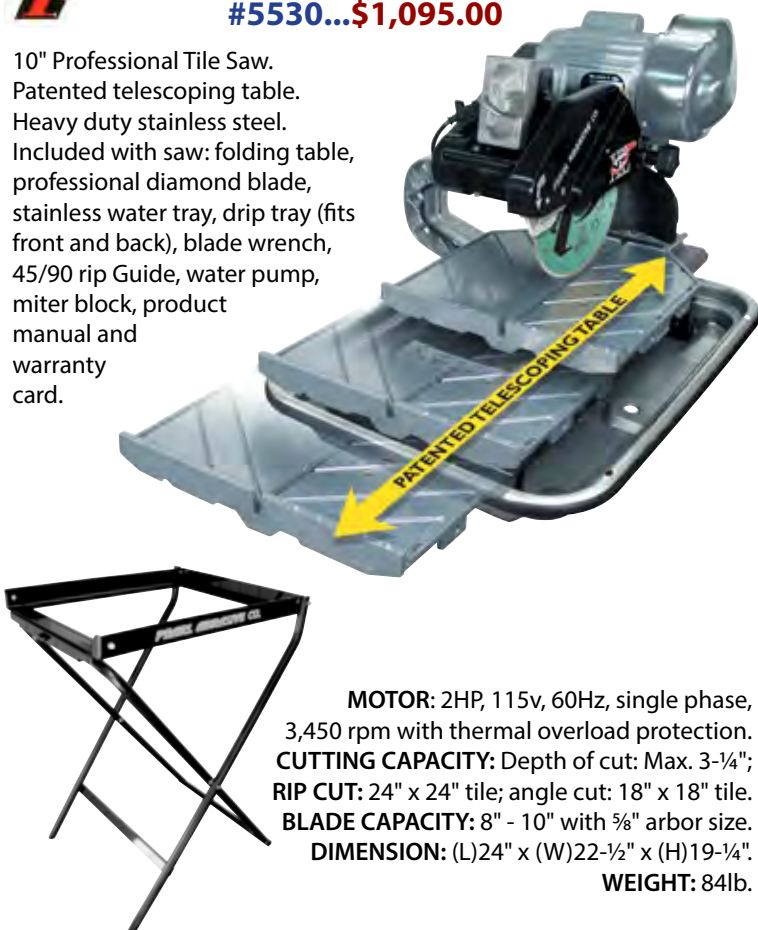 #5530...$1,095.00
10" Professional Tile Saw.
Patented telescoping table.
Heavy duty stainless steel.
Included with saw: folding table,
professional diamond blade,
stainless water tray, drip tray (fits
front and back), blade wrench,
45/90 rip Guide, water pump,
miter block, product
manual and
warranty
card.
PATENTED TELESCOPING TABLE
PEARL ABRASIVE CO.
MOTOR: 2HP, 115v, 60Hz, single phase,
3,450 rpm with thermal overload protection.
CUTTING CAPACITY: Depth of cut: Max. 3-¼";
RIP CUT: 24" x 24" tile; angle cut: 18" x 18" tile.
BLADE CAPACITY: 8" - 10" with ⅝" arbor size.
DIMENSION: (L)24" x (W)22-½" x (H)19-¼".
WEIGHT: 84lb.